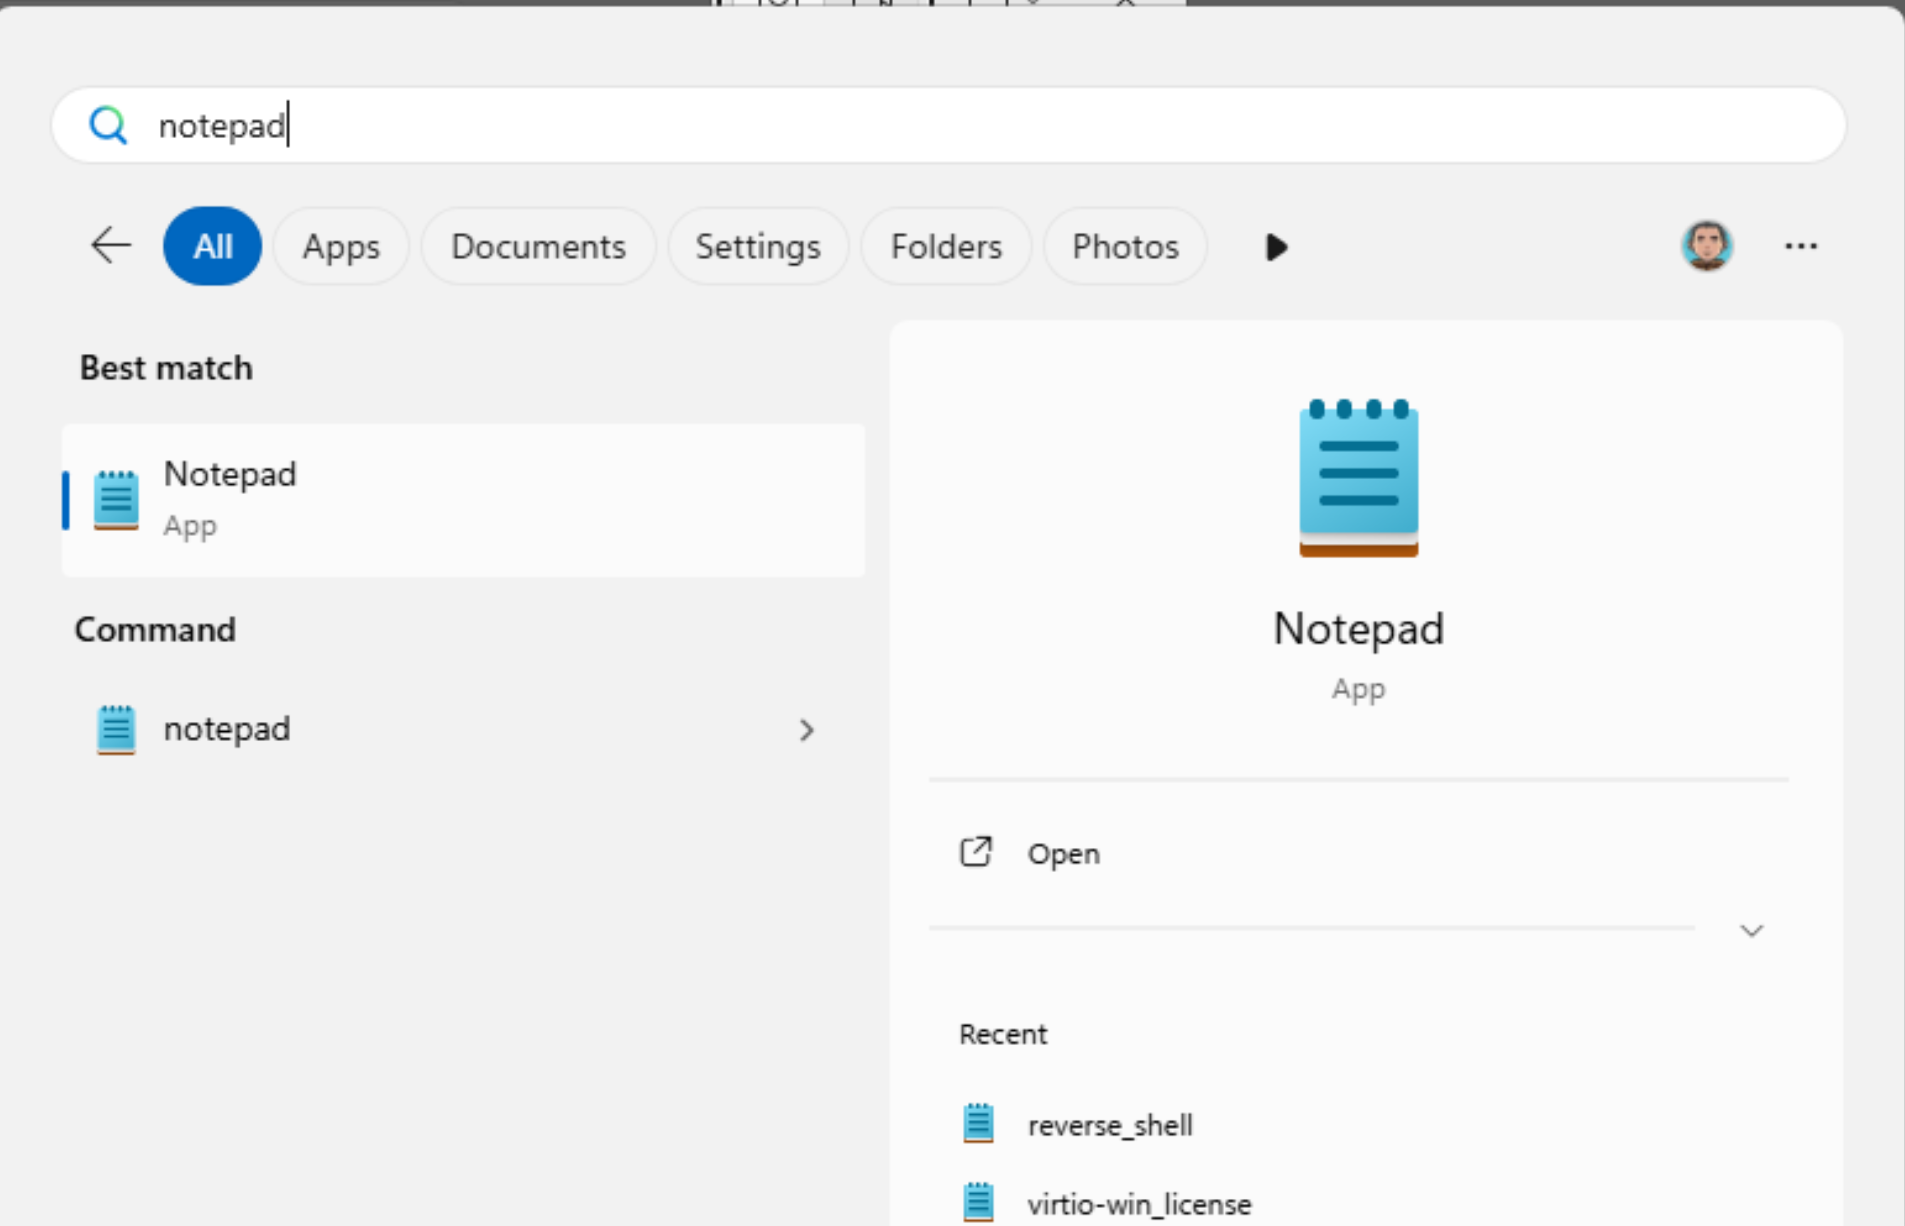 notepad
All Apps Documents Settings Folders Photos
Best match
Notepad
App
Command
notepad
Notepad
App
Open
Recent
reverse_shell
virtio-win_license